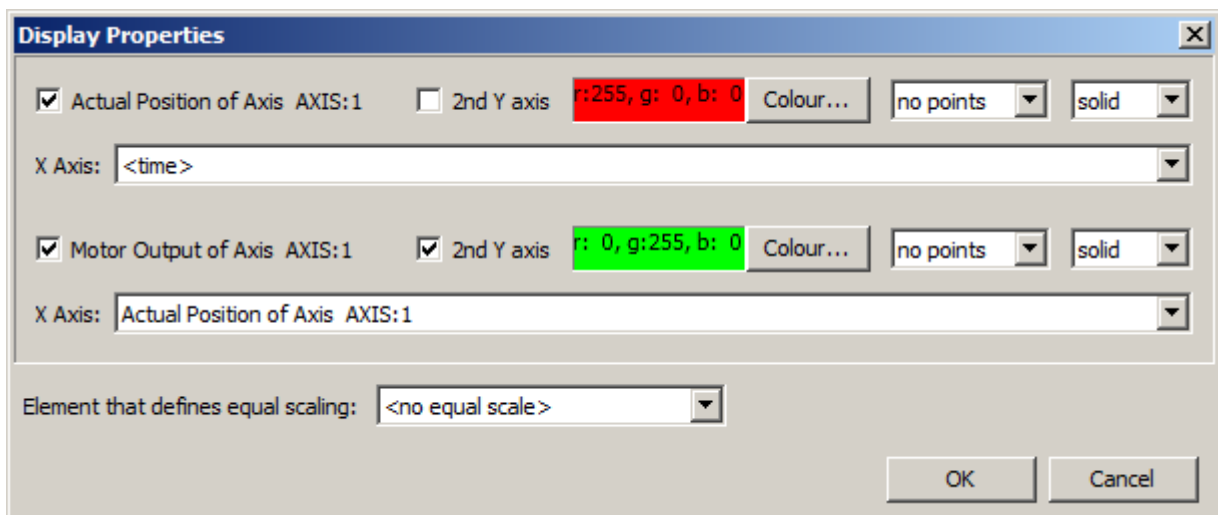 Display Properties
Actual Position of Axis AXIS:1 2nd Y axis r:255, g: 0, b: 0 Colour... no points solid
X Axis: <time>
Motor Output of Axis AXIS:1 2nd Y axis r: 0, g:255, b: 0 Colour... no points solid
X Axis: Actual Position of Axis AXIS:1
Element that defines equal scaling: <no equal scale>
OK Cancel